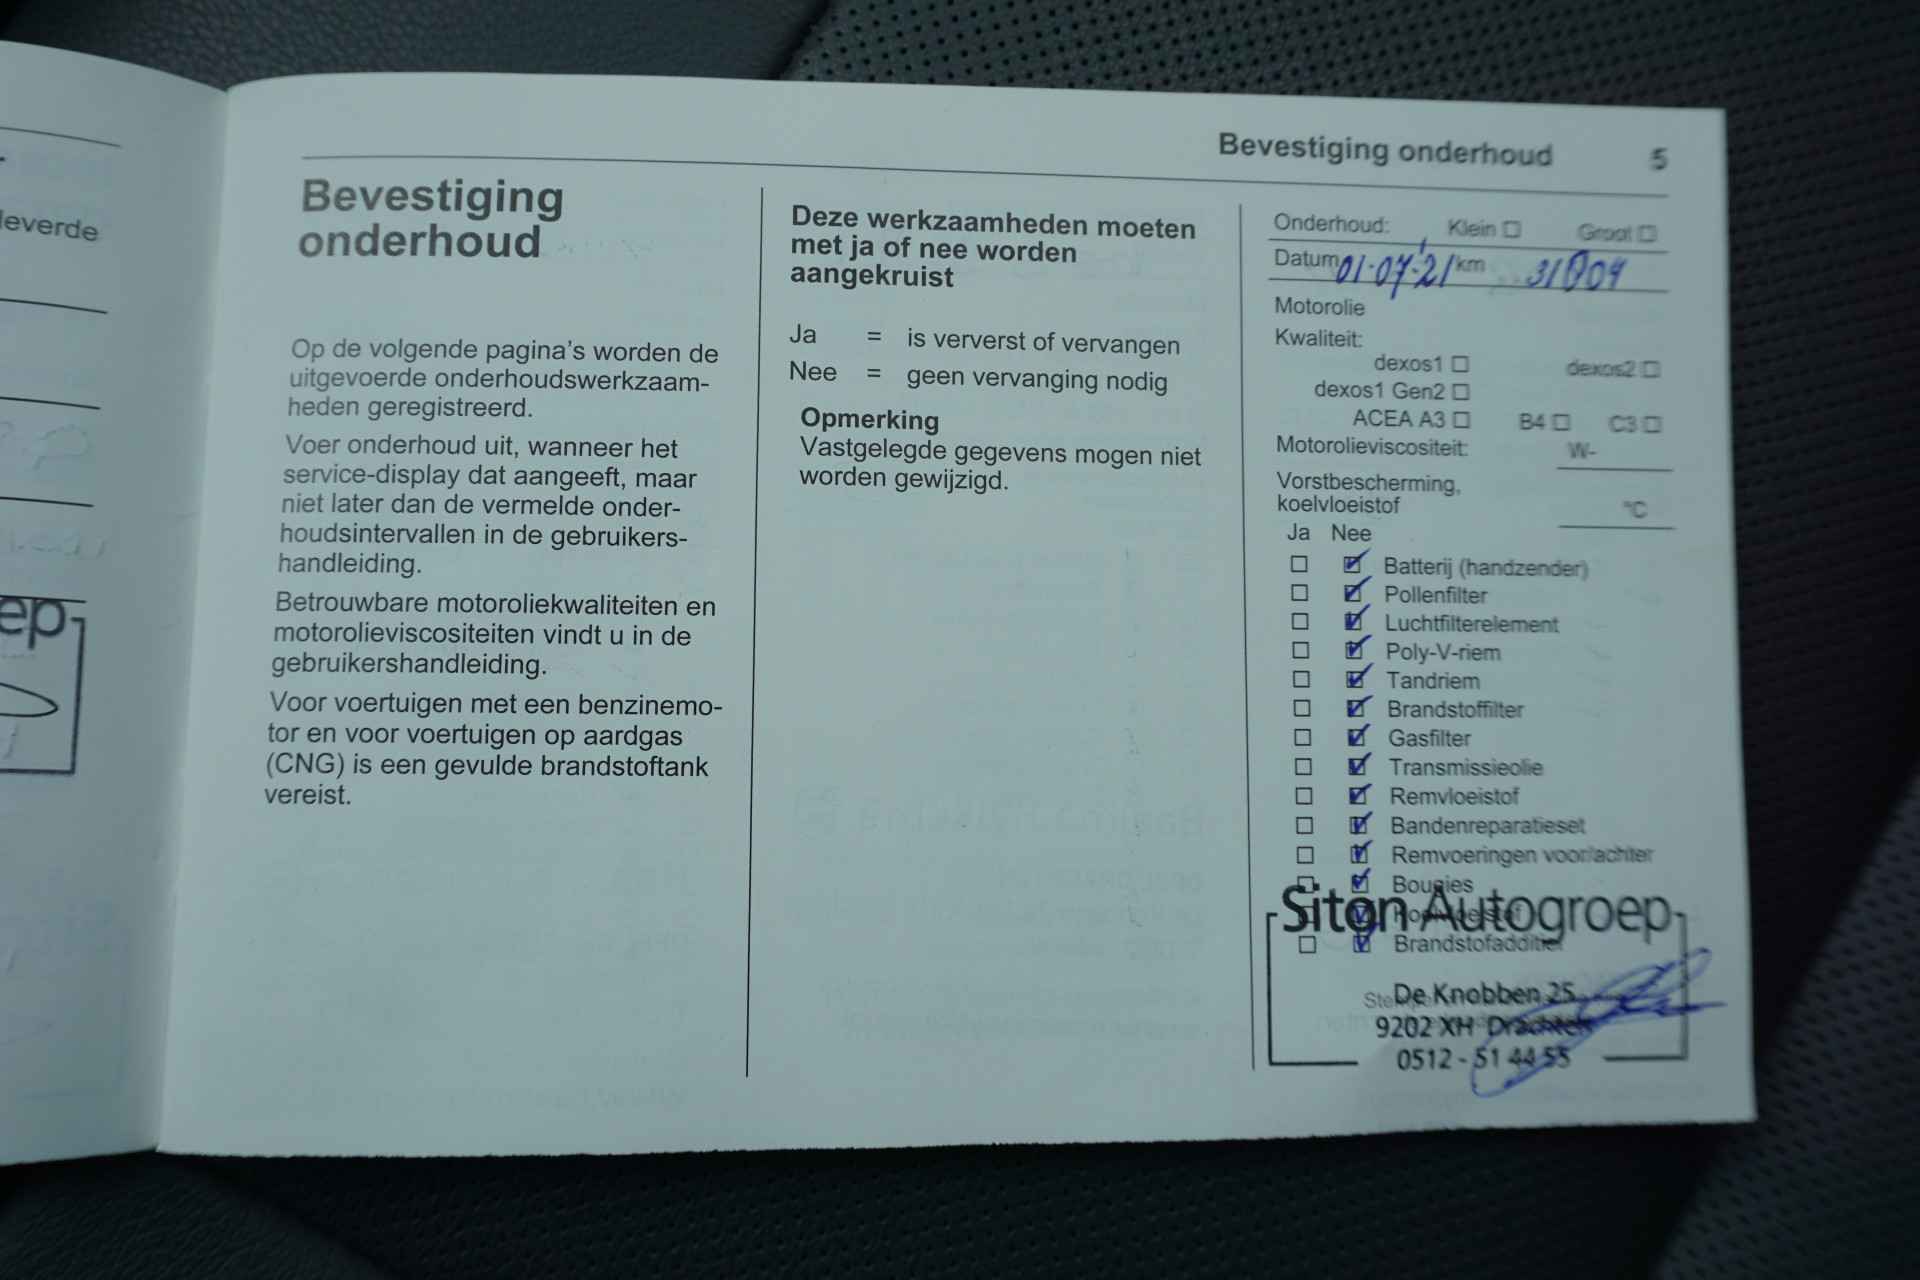 leverde
ep
Bevestiging onderhoud 5
Bevestiging
onderhoud
Op de volgende pagina's worden de
uitgevoerde onderhoudswerkzaam-
heden geregistreerd.
Voer onderhoud uit, wanneer het
service-display dat aangeeft, maar
niet later dan de vermelde onder-
houdsintervallen in de gebruikers-
handleiding.
Betrouwbare motoroliekwaliteiten en
motorolieviscositeiten vindt u in de
gebruikershandleiding.
Voor voertuigen met een benzinemo-
tor en voor voertuigen op aardgas
(CNG) is een gevulde brandstoftank
vereist.
Deze werkzaamheden moeten
met ja of nee worden
aangekruist
Ja = is ververst of vervangen
Nee = geen vervanging nodig
Opmerking
Vastgelegde gegevens mogen niet
worden gewijzigd.
Onderhoud: Klein Groot
Datum 01-07-21 km
Motorolie
Kwaliteit:
dexos1 dexos2
dexos1 Gen2
ACEA A3 B4 C3
Motorolieviscositeit: W-
Vorstbescherming,
koelvloeistof °C
Ja Nee
Batterij (handzender)
Pollenfilter
Luchtfilterelement
Poly-V-riem
Tandriem
Brandstoffilter
Gasfilter
Transmissieolie
Remvloeistof
Bandenreparatieset
Remvoeringen voor/achter
Bougies
Koelvloeistof
Siton Autogroep
Brandstofadditief
De Knobben 25
9202 XH Drachten
0512 - 51 44 55